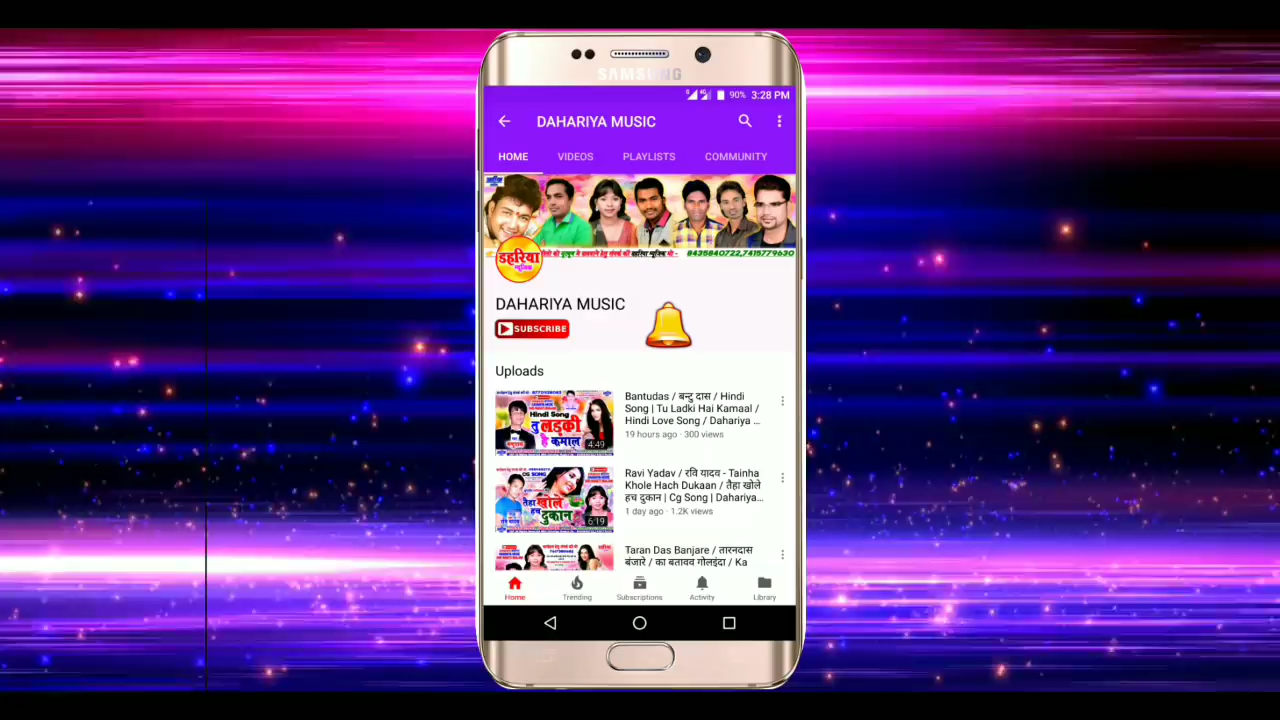 SAMSUNG
90% 3:28 PM
DAHARIYA MUSIC
HOME VIDEOS PLAYLISTS COMMUNITY
डहरिया
म्यूजिक
8435840722,7415779630
DAHARIYA MUSIC
SUBSCRIBE
Uploads
Hindi Song
तु लड़की
है कमाल
4:49
Bantudas / बन्टु दास / Hindi
Song | Tu Ladki Hai Kamaal /
Hindi Love Song / Dahariya ...
19 hours ago · 300 views
CG SONG
तैहा खोले
हच दुकान
6:19
Ravi Yadav / रवि यादव - Tainha
Khole Hach Dukaan / तैहा खोले
हच दुकान | Cg Song | Dahariya...
1 day ago · 1.2K views
Taran Das Banjare / तारनदास
बंजारे / का बतावव गोलइंदा / Ka
Home Trending Subscriptions Activity Library